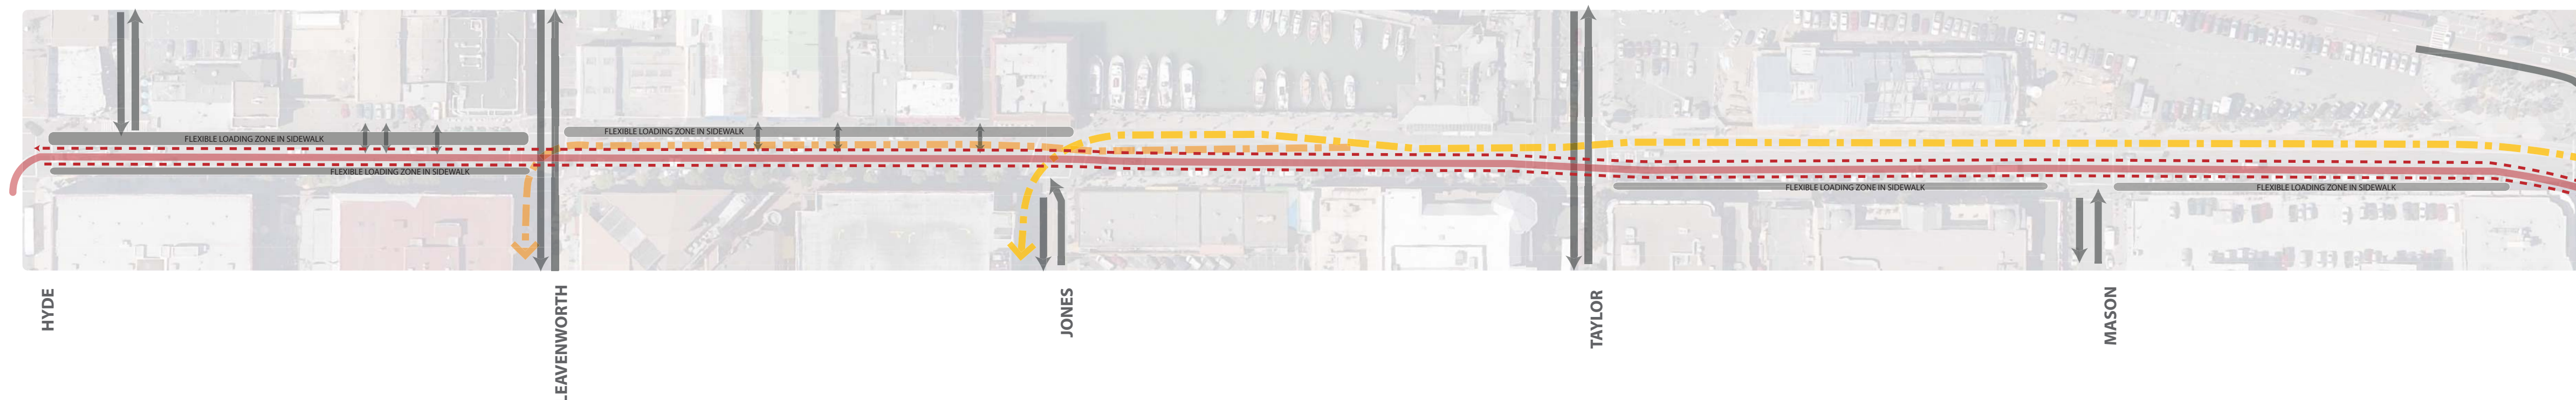 FLEXIBLE LOADING ZONE IN SIDEWALK
FLEXIBLE LOADING ZONE IN SIDEWALK
FLEXIBLE LOADING ZONE IN SIDEWALK
FLEXIBLE LOADING ZONE IN SIDEWALK
FLEXIBLE LOADING ZONE IN SIDEWALK
HYDE
LEAVENWORTH
JONES
TAYLOR
MASON